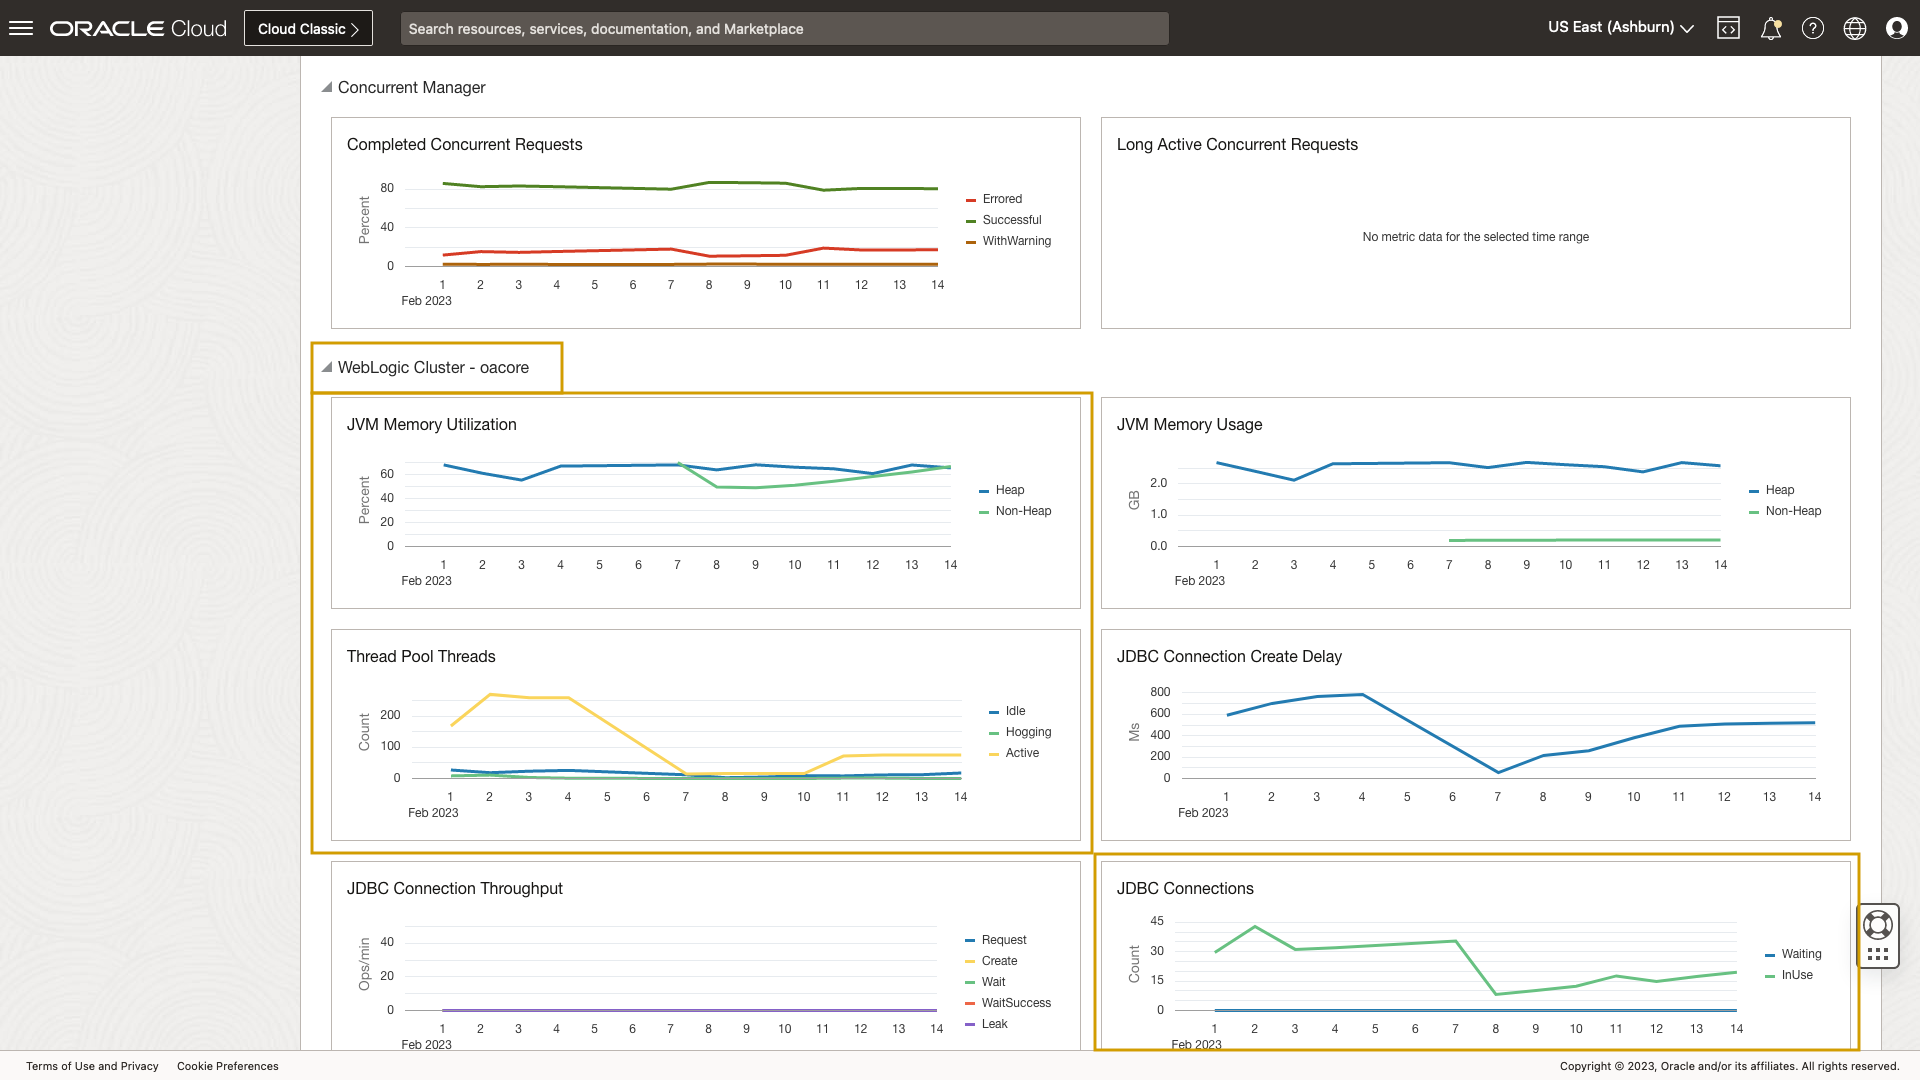 ORACLE Cloud
Cloud Classic
Search resources, services, documentation, and Marketplace
US East (Ashburn)
Concurrent Manager
Completed Concurrent Requests
Percent
80
40
0
1 2 3 4 5 6 7 8 9 10 11 12 13 14
Feb 2023
Errored
Successful
WithWarning
Long Active Concurrent Requests
No metric data for the selected time range
WebLogic Cluster - oacore
JVM Memory Utilization
Percent
60
40
20
0
1 2 3 4 5 6 7 8 9 10 11 12 13 14
Feb 2023
Heap
Non-Heap
JVM Memory Usage
GB
2.0
1.0
0.0
1 2 3 4 5 6 7 8 9 10 11 12 13 14
Feb 2023
Heap
Non-Heap
Thread Pool Threads
Count
200
100
0
1 2 3 4 5 6 7 8 9 10 11 12 13 14
Feb 2023
Idle
Hogging
Active
JDBC Connection Create Delay
Ms
800
600
400
200
0
1 2 3 4 5 6 7 8 9 10 11 12 13 14
Feb 2023
JDBC Connection Throughput
Ops/min
40
20
0
1 2 3 4 5 6 7 8 9 10 11 12 13 14
Feb 2023
Request
Create
Wait
WaitSuccess
Leak
JDBC Connections
Count
45
30
15
0
1 2 3 4 5 6 7 8 9 10 11 12 13 14
Feb 2023
Waiting
InUse
Terms of Use and Privacy
Cookie Preferences
Copyright © 2023, Oracle and/or its affiliates. All rights reserved.